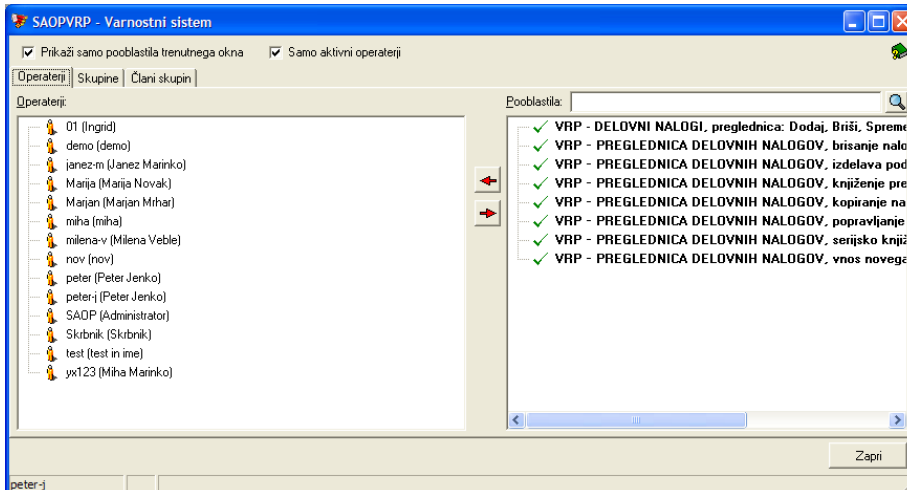 SAOPVRP - Varnostni sistem
Prikaži samo pooblastila trenutnega okna
Samo aktivni operaterji
Operaterji
Skupine
Člani skupin
Operaterji:
01 (Ingrid)
demo (demo)
janez-m (Janez Marinko)
Marija (Marija Novak)
Marjan (Marjan Mrhar)
miha (miha)
milena-v (Milena Veble)
nov (nov)
peter (Peter Jenko)
peter-j (Peter Jenko)
SAOP (Administrator)
Skrbnik (Skrbnik)
test (test in ime)
yx123 (Miha Marinko)
Pooblastila:
VRP - DELOVNI NALOGI, preglednica: Dodaj, Briši, Spreme
VRP - PREGLEDNICA DELOVNIH NALOGOV, brisanje nalo
VRP - PREGLEDNICA DELOVNIH NALOGOV, izdelava pod
VRP - PREGLEDNICA DELOVNIH NALOGOV, knjiženje pre
VRP - PREGLEDNICA DELOVNIH NALOGOV, kopiranje na
VRP - PREGLEDNICA DELOVNIH NALOGOV, popravljanje
VRP - PREGLEDNICA DELOVNIH NALOGOV, serijsko knjiž
VRP - PREGLEDNICA DELOVNIH NALOGOV, vnos novega
Zapri
peter-j